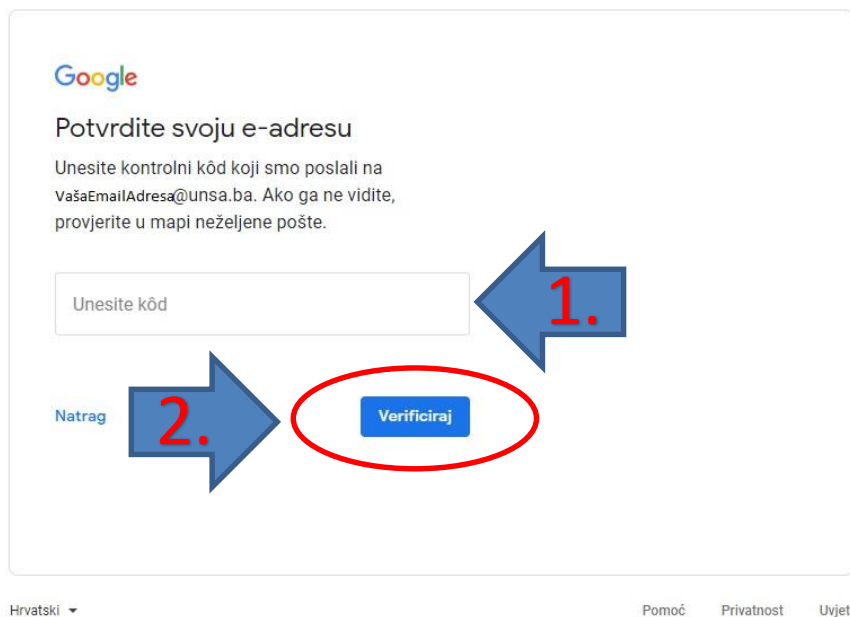 Google
Potvrdite svoju e-adresu
Unesite kontrolni kôd koji smo poslali na
VašaEmailAdresa@unsa.ba. Ako ga ne vidite,
provjerite u mapi neželjene pošte.
Unesite kôd
1.
Natrag
2.
Verificiraj
Hrvatski
Pomoć Privatnost Uvjet